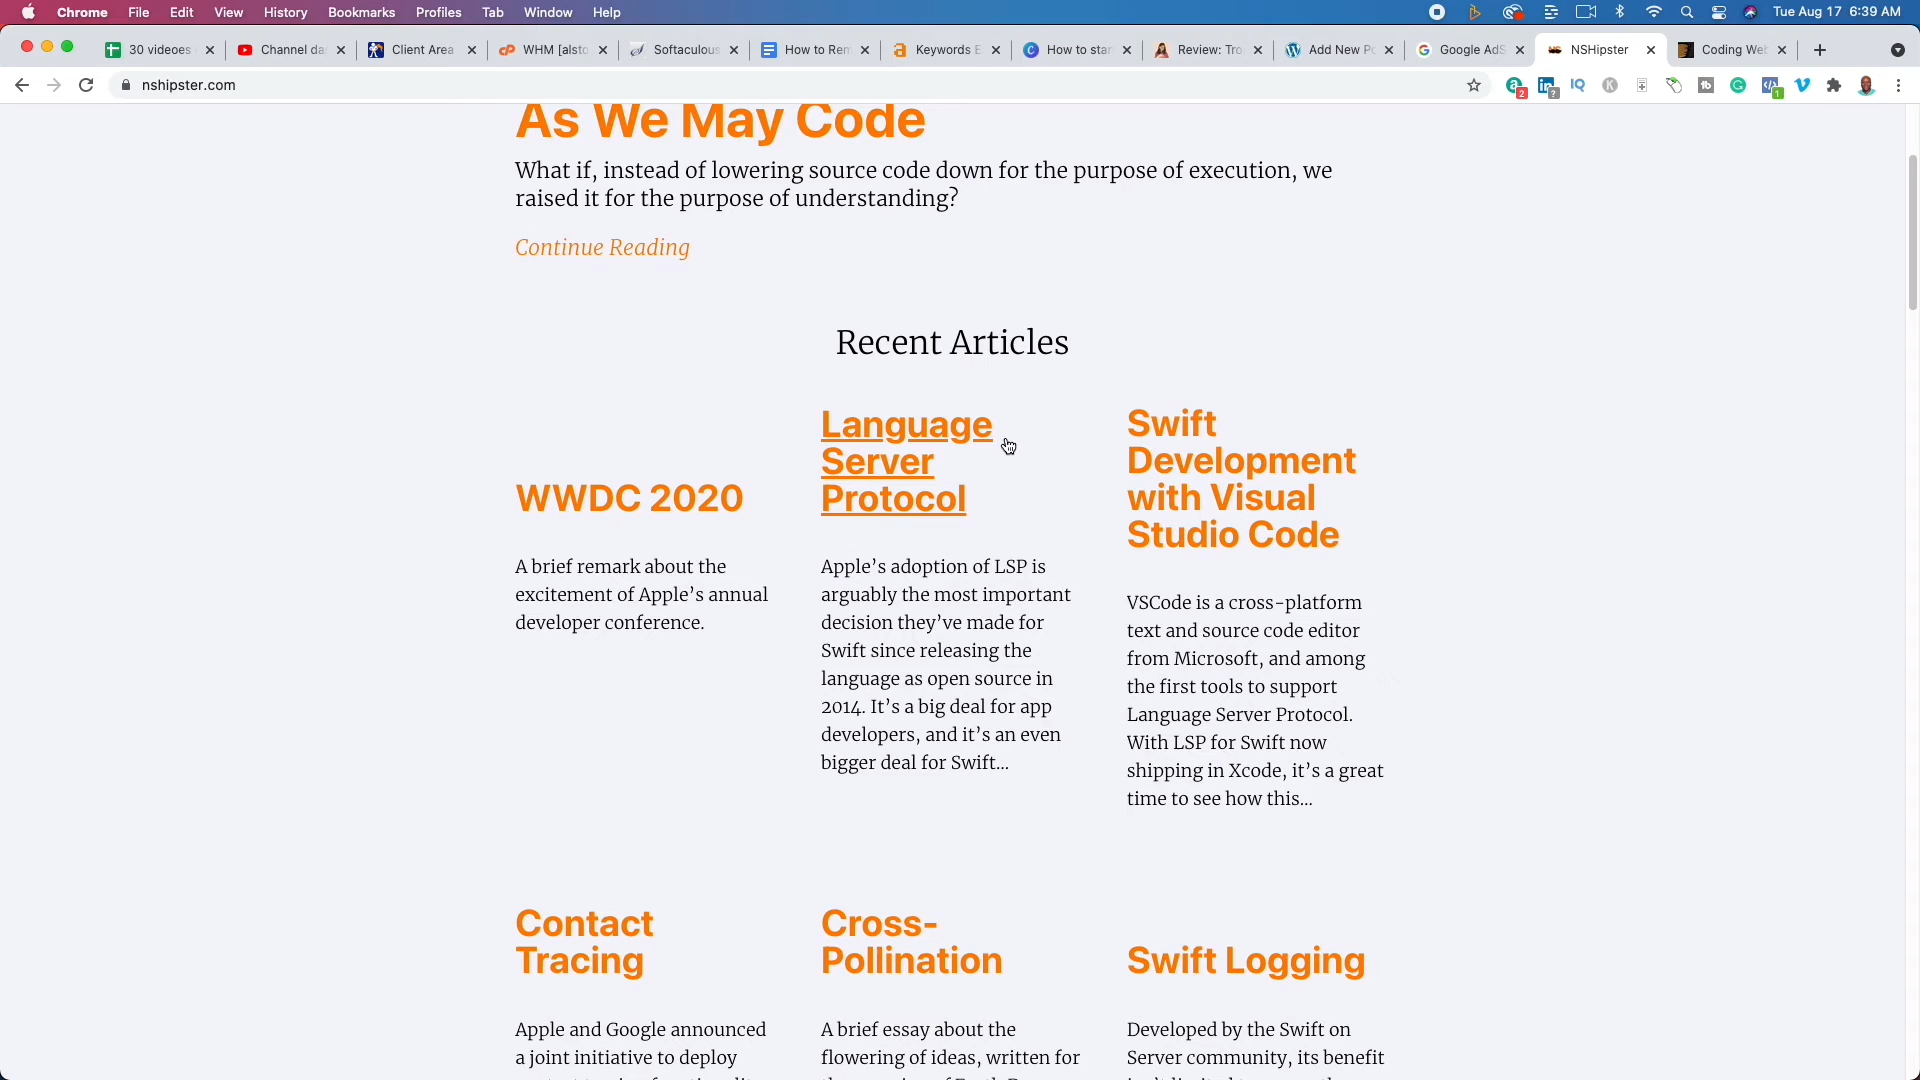 Chrome File Edit View History Bookmarks Profiles Tab Window Help Tue Aug 17 6:39 AM
30 videoes Channel da Client Area WHM [alsto Softaculous How to Rem Keywords E How to star Review: Tro Add New Po Google AdS NSHipster Coding Web
nshipster.com
As We May Code
What if, instead of lowering source code down for the purpose of execution, we
raised it for the purpose of understanding?
Continue Reading
Recent Articles
WWDC 2020
A brief remark about the
excitement of Apple’s annual
developer conference.
Language
Server
Protocol
Apple’s adoption of LSP is
arguably the most important
decision they’ve made for
Swift since releasing the
language as open source in
2014. It’s a big deal for app
developers, and it’s an even
bigger deal for Swift…
Swift
Development
with Visual
Studio Code
VSCode is a cross-platform
text and source code editor
from Microsoft, and among
the first tools to support
Language Server Protocol.
With LSP for Swift now
shipping in Xcode, it’s a great
time to see how this…
Contact
Tracing
Apple and Google announced
a joint initiative to deploy
Cross-
Pollination
A brief essay about the
flowering of ideas, written for
Swift Logging
Developed by the Swift on
Server community, its benefit